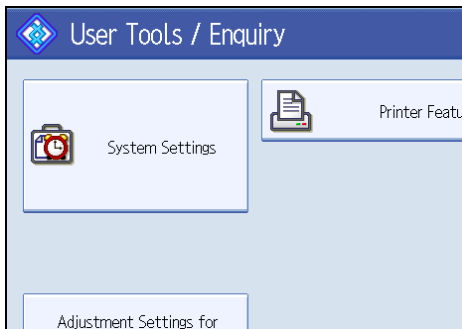 User Tools / Enquiry
System Settings
Printer Featu
Adjustment Settings for